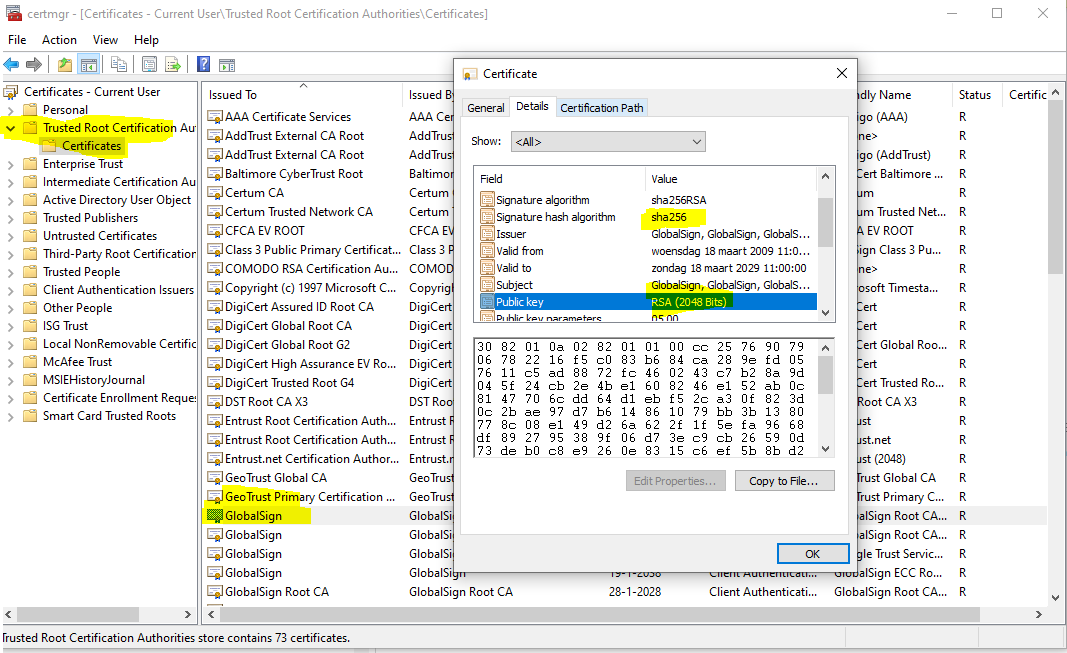 certmgr - [Certificates - Current User\Trusted Root Certification Authorities\Certificates]
File Action View Help
Certificates - Current User
Personal
Trusted Root Certification Au
Certificates
Enterprise Trust
Intermediate Certification Au
Active Directory User Object
Trusted Publishers
Untrusted Certificates
Third-Party Root Certification
Trusted People
Client Authentication Issuers
Other People
ISG Trust
Local NonRemovable Certific
McAfee Trust
MSIEHistoryJournal
Certificate Enrollment Reques
Smart Card Trusted Roots
Issued To Issued By dly Name Status Certific
AAA Certificate Services AAA Cer igo (AAA) R
AddTrust External CA Root AddTrus ne> R
AddTrust External CA Root AddTrus igo (AddTrust) R
Baltimore CyberTrust Root Baltimor Cert Baltimore ... R
Certum CA Certum um R
Certum Trusted Network CA Certum um Trusted Net... R
CFCA EV ROOT CFCA EV A EV ROOT R
Class 3 Public Primary Certificat... Class 3 P Sign Class 3 Pu... R
COMODO RSA Certification Au... COMOD ne> R
Copyright (c) 1997 Microsoft C... Copyrigh osoft Timesta... R
DigiCert Assured ID Root CA DigiCert ert R
DigiCert Global Root CA DigiCert ert R
DigiCert Global Root G2 DigiCert Cert Global Roo... R
DigiCert High Assurance EV Ro... DigiCert ert R
DigiCert Trusted Root G4 DigiCert Cert Trusted Ro... R
DST Root CA X3 DST Roo Root CA X3 R
Entrust Root Certification Auth... Entrust R ust R
Entrust Root Certification Auth... Entrust R ust.net R
Entrust.net Certification Author... Entrust.n ust (2048) R
GeoTrust Global CA GeoTrus Trust Global CA R
GeoTrust Primary Certification ... GeoTrus Trust Primary C... R
GlobalSign GlobalSi GlobalSign Root CA... R
GlobalSign GlobalSi GlobalSign Root CA... R
GlobalSign GlobalSi gle Trust Servic... R
GlobalSign GlobalSign 19-1-2038 Client Authenticati... GlobalSign ECC Ro... R
GlobalSign Root CA GlobalSign Root CA 28-1-2028 Client Authenticati... GlobalSign Root CA... R
Certificate
General Details Certification Path
Show: <All>
Field Value
Signature algorithm sha256RSA
Signature hash algorithm sha256
Issuer GlobalSign, GlobalSign, GlobalS...
Valid from woensdag 18 maart 2009 11:0...
Valid to zondag 18 maart 2029 11:00:00
Subject GlobalSign, GlobalSign, GlobalS...
Public key RSA (2048 Bits)
Public key parameters 05 00
30 82 01 0a 02 82 01 01 00 cc 25 76 90 79
06 78 22 16 f5 c0 83 b6 84 ca 28 9e fd 05
76 11 c5 ad 88 72 fc 46 02 43 c7 b2 8a 9d
04 5f 24 cb 2e 4b e1 60 82 46 e1 52 ab 0c
81 47 70 6c dd 64 d1 eb f5 2c a3 0f 82 3d
0c 2b ae 97 d7 b6 14 86 10 79 bb 3b 13 80
77 8c 08 e1 49 d2 6a 62 2f 1f 5e fa 96 68
df 89 27 95 38 9f 06 d7 3e c9 cb 26 59 0d
73 de b0 c8 e9 26 0e 83 15 c6 ef 5b 8b d2
Edit Properties... Copy to File...
OK
Trusted Root Certification Authorities store contains 73 certificates.